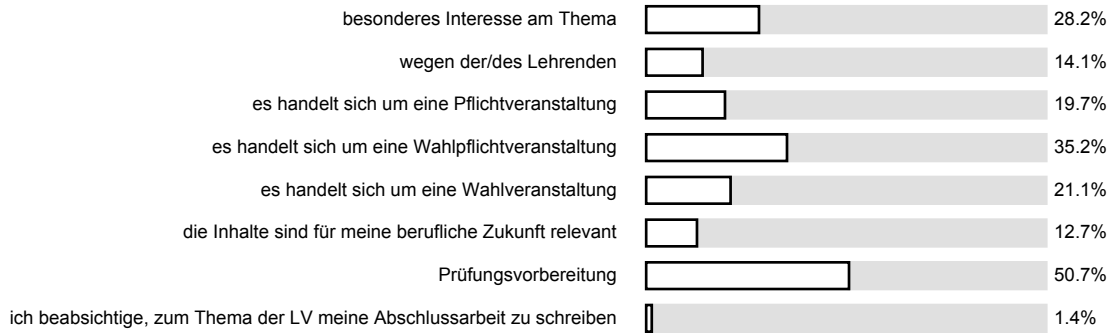 besonderes Interesse am Thema 28.2%
wegen der/des Lehrenden 14.1%
es handelt sich um eine Pflichtveranstaltung 19.7%
es handelt sich um eine Wahlpflichtveranstaltung 35.2%
es handelt sich um eine Wahlveranstaltung 21.1%
die Inhalte sind für meine berufliche Zukunft relevant 12.7%
Prüfungsvorbereitung 50.7%
ich beabsichtige, zum Thema der LV meine Abschlussarbeit zu schreiben 1.4%